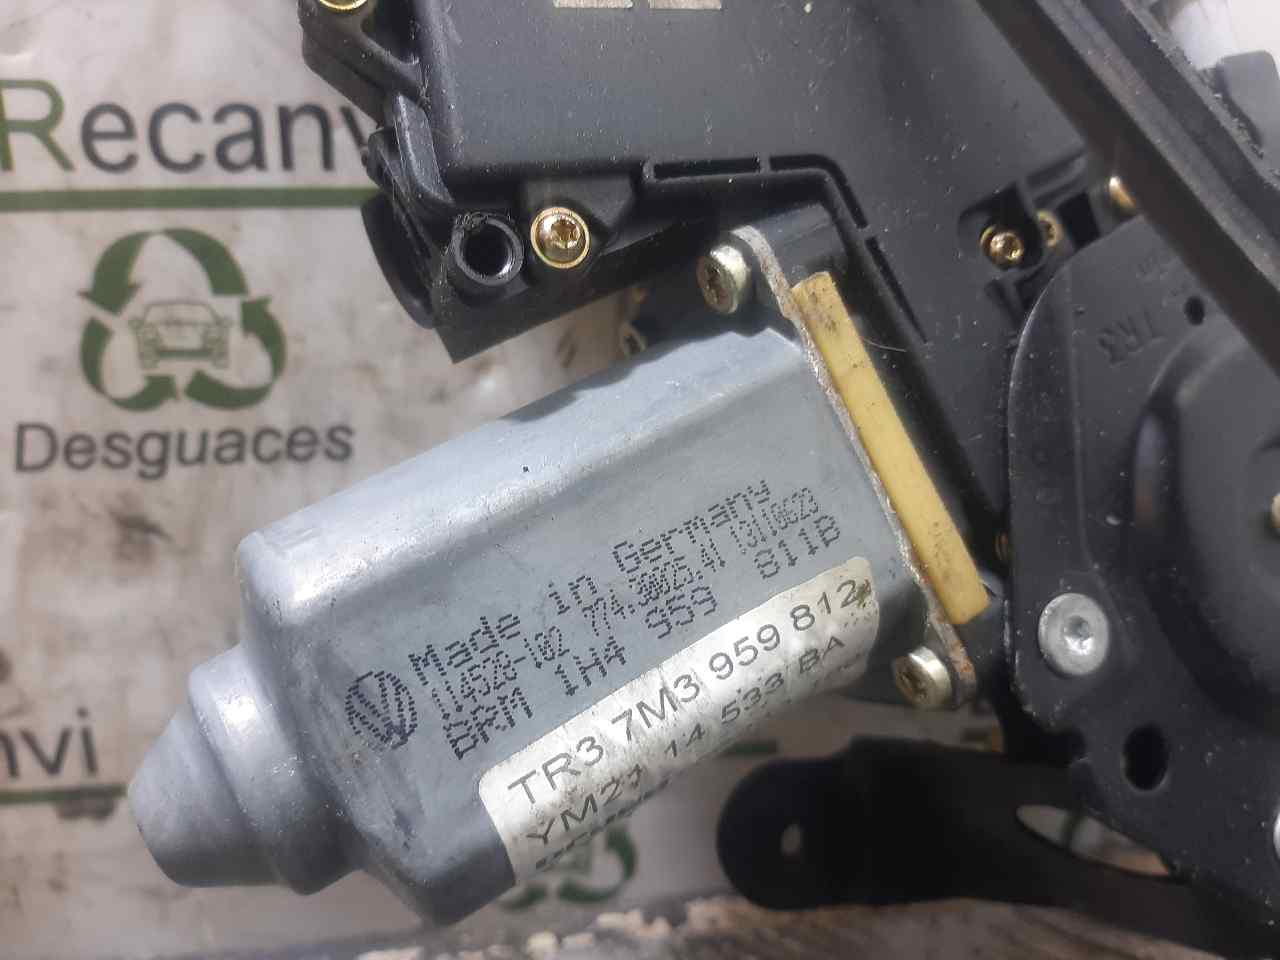 Recanv
Desguaces
Made in Germany
114528-102 774.30025.41 13110623
BRM 1H4 959 811B
TR3 7M3 959 812
YM21 14 533 BA
TR3
nvi